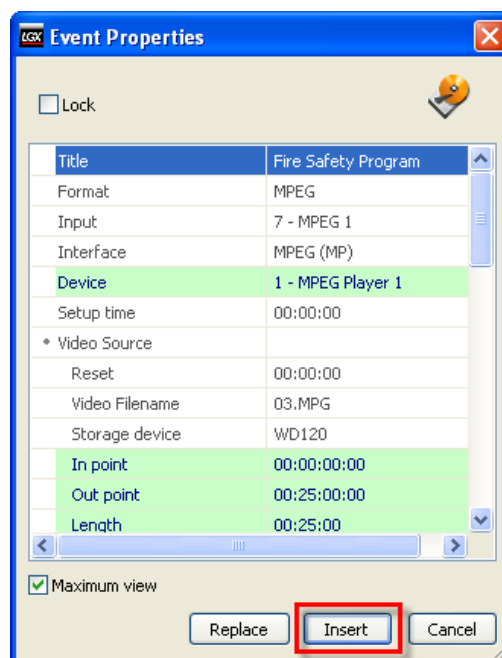 LGX Event Properties
Lock
Title Fire Safety Program
Format MPEG
Input 7 - MPEG 1
Interface MPEG (MP)
Device 1 - MPEG Player 1
Setup time 00:00:00
Video Source
Reset 00:00:00
Video Filename 03.MPG
Storage device WD120
In point 00:00:00:00
Out point 00:25:00:00
Length 00:25:00
Maximum view
Replace Insert Cancel